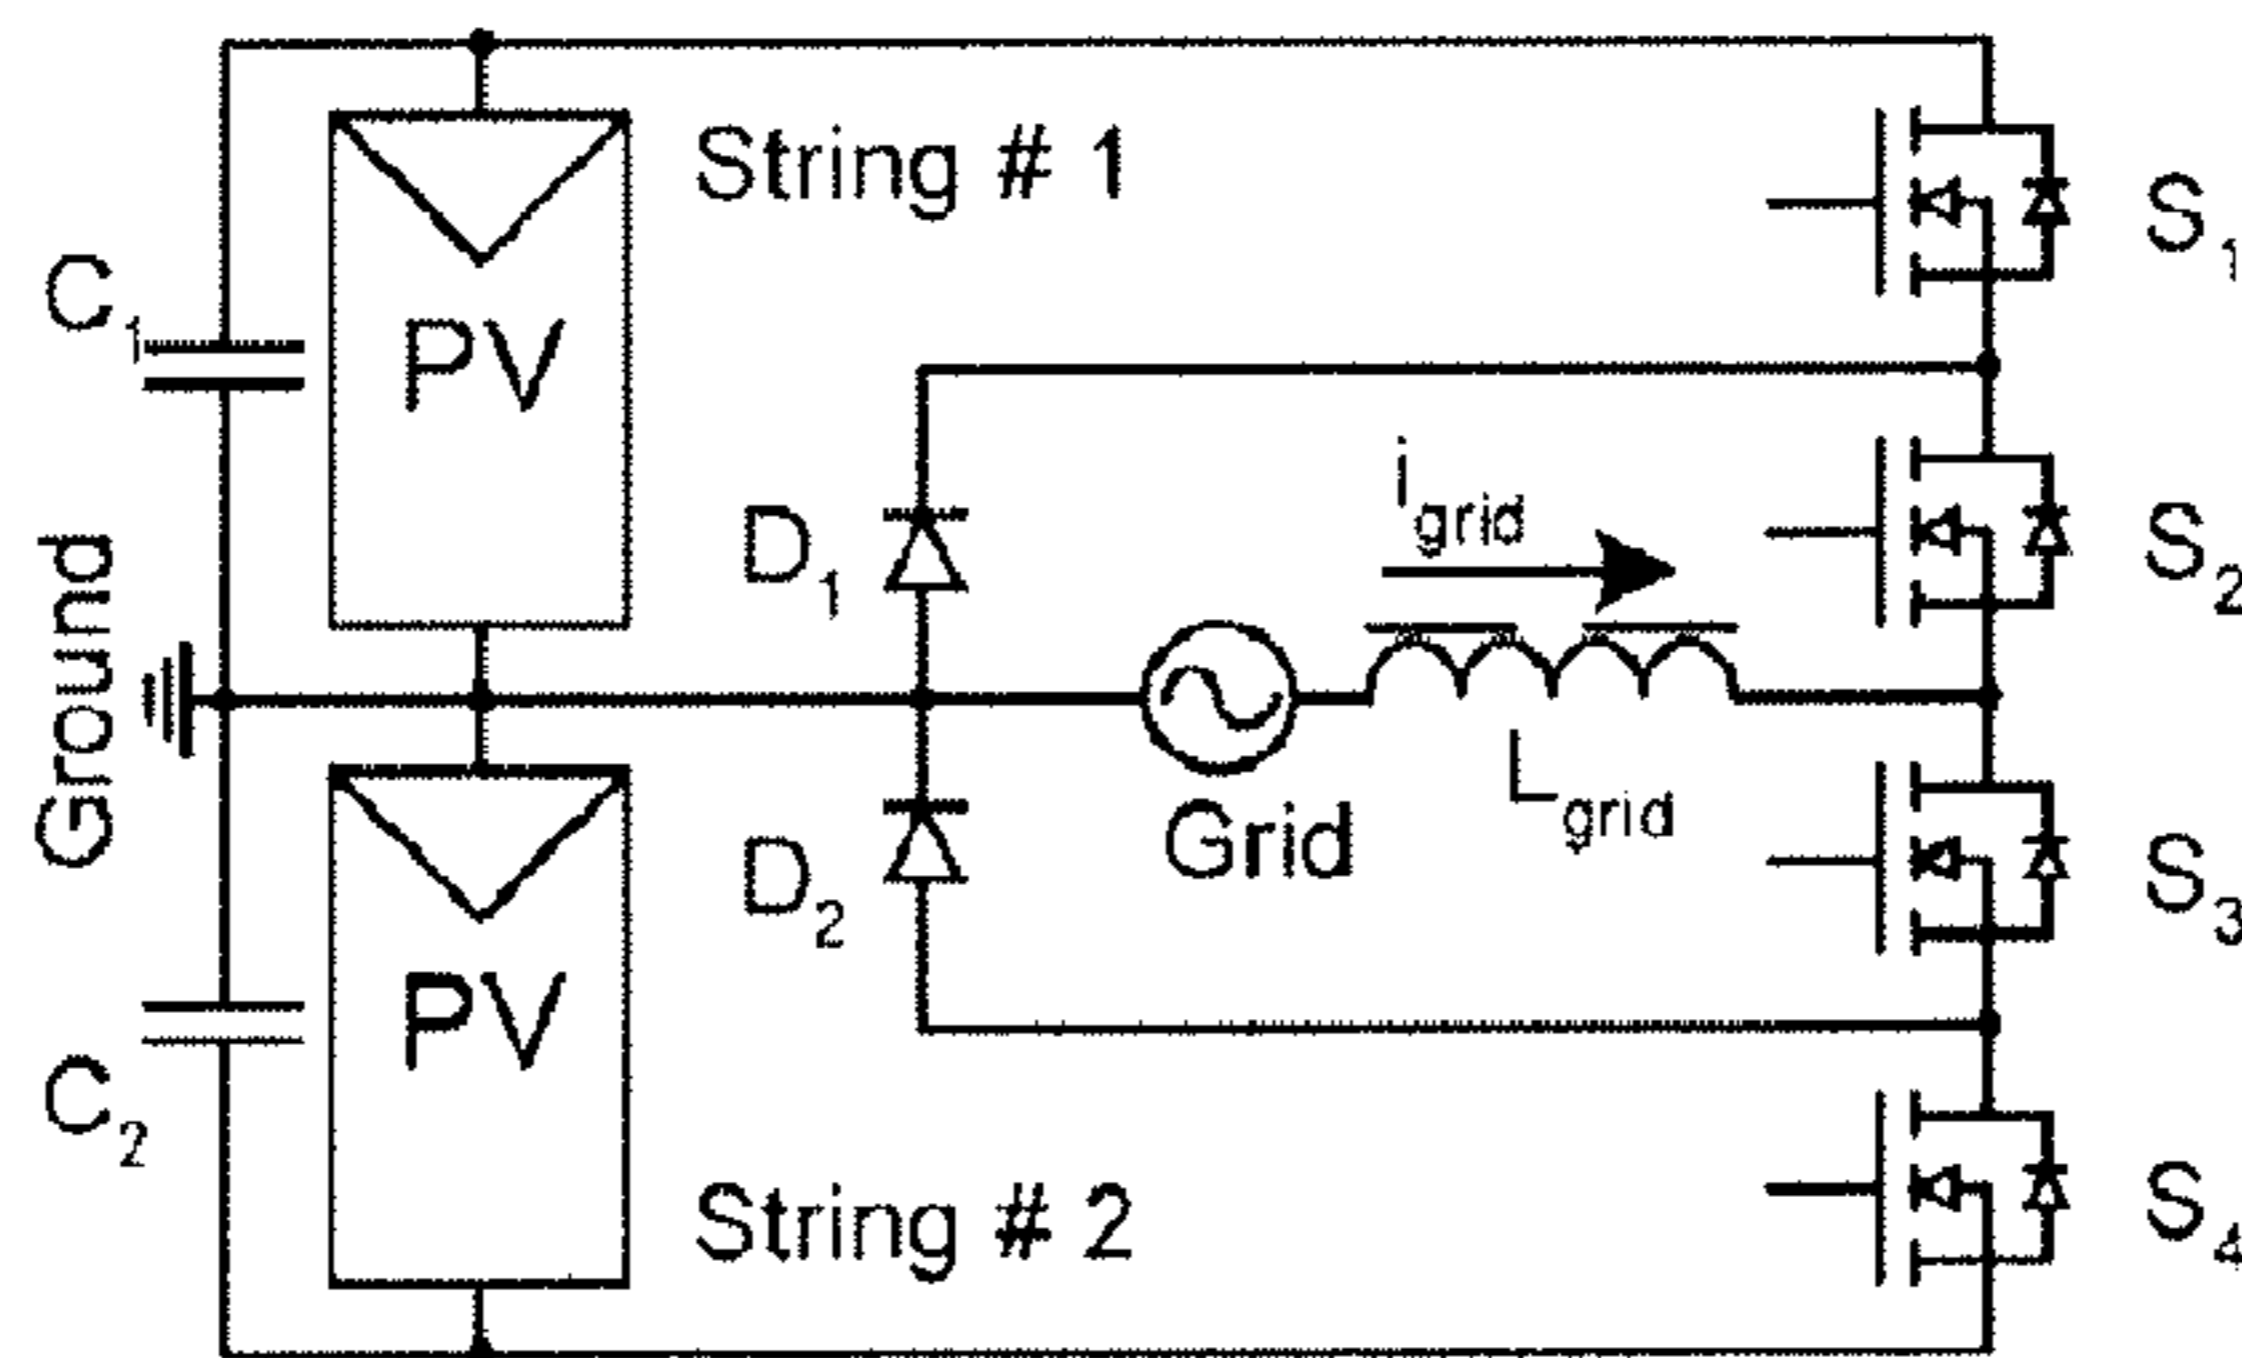 String # 1
S1
C1
PV
igrid
D1
S2
Ground
Lgrid
Grid
D2
S3
PV
C2
String # 2
S4